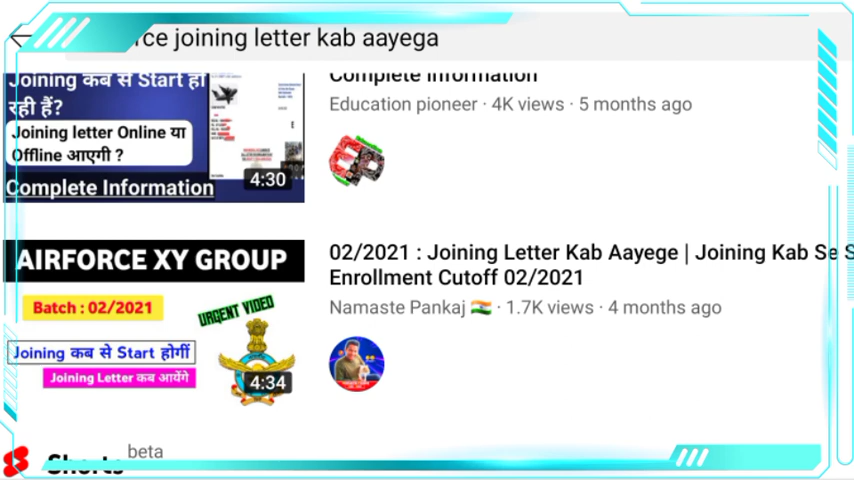 rce joining letter kab aayega
Joining कब से Start हो
रही हैं?
Joining letter Online या
Offline आएगी ?
Complete Information
4:30
Complete Information
Education pioneer · 4K views · 5 months ago
AIRFORCE XY GROUP
Batch : 02/2021
URGENT VIDEO
Joining कब से Start होगीं
Joining Letter कब आयेंगे
4:34
02/2021 : Joining Letter Kab Aayege | Joining Kab Se S
Enrollment Cutoff 02/2021
Namaste Pankaj 🇮🇳 · 1.7K views · 4 months ago
Shorts beta